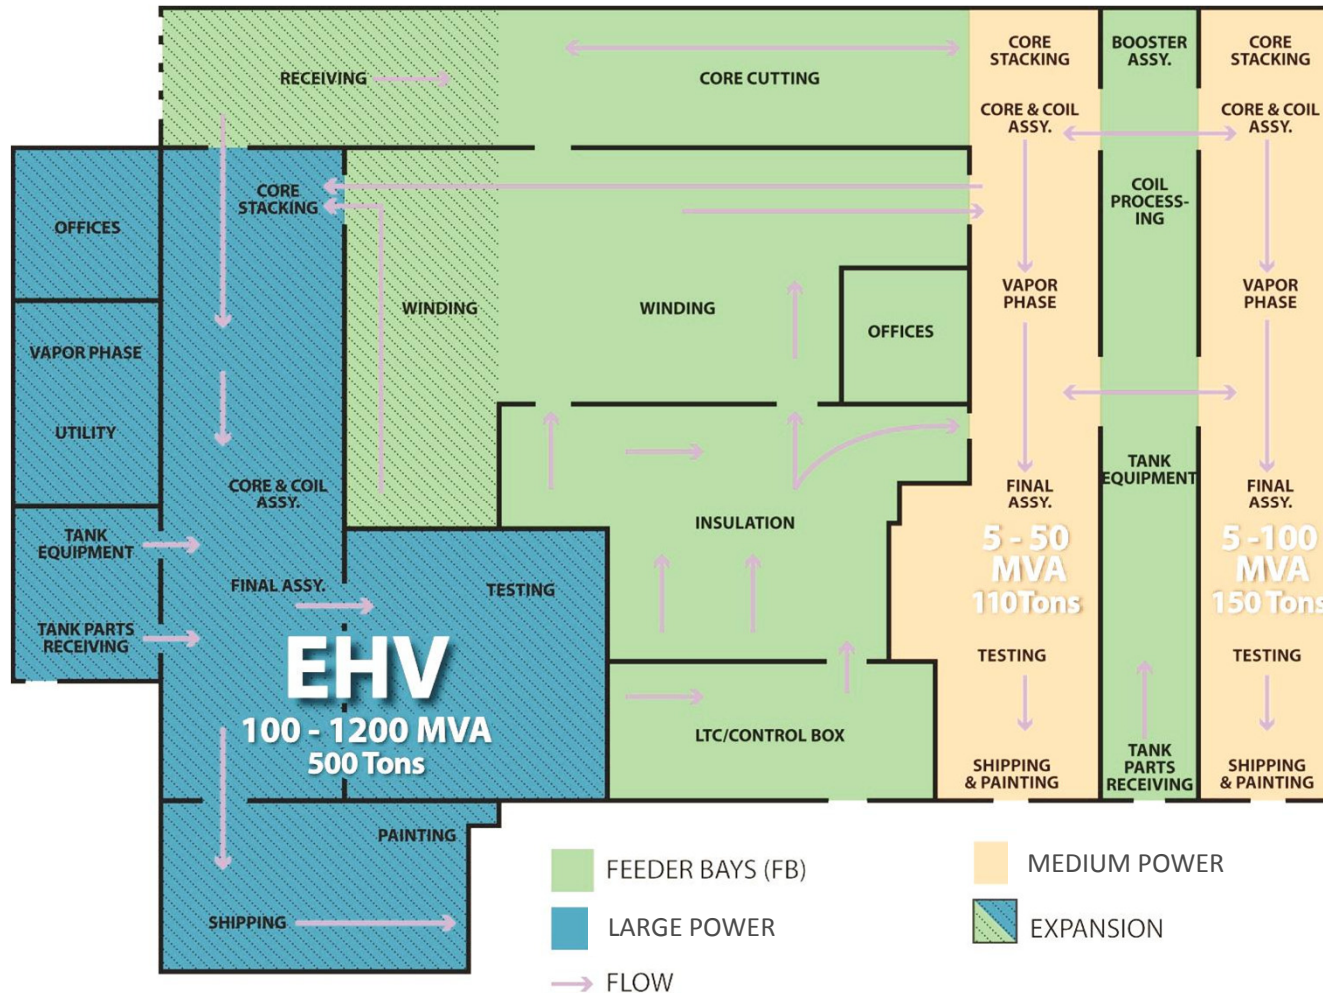 CORE
STACKING
BOOSTER
ASSY.
CORE
STACKING
RECEIVING
CORE CUTTING
CORE & COIL
ASSY.
CORE & COIL
ASSY.
CORE
STACKING
COIL
PROCESS-
ING
OFFICES
VAPOR
PHASE
VAPOR
PHASE
WINDING
WINDING
OFFICES
VAPOR PHASE
UTILITY
CORE & COIL
ASSY.
TANK
EQUIPMENT
FINAL
ASSY.
FINAL
ASSY.
INSULATION
TANK
EQUIPMENT
5 - 50
MVA
110 Tons
5 -100
MVA
150 Tons
FINAL ASSY.
TESTING
TANK PARTS
RECEIVING
EHV
100 - 1200 MVA
500 Tons
TESTING
TESTING
LTC/CONTROL BOX
SHIPPING
& PAINTING
TANK
PARTS
RECEIVING
SHIPPING
& PAINTING
PAINTING
SHIPPING
FEEDER BAYS (FB)
MEDIUM POWER
LARGE POWER
EXPANSION
FLOW